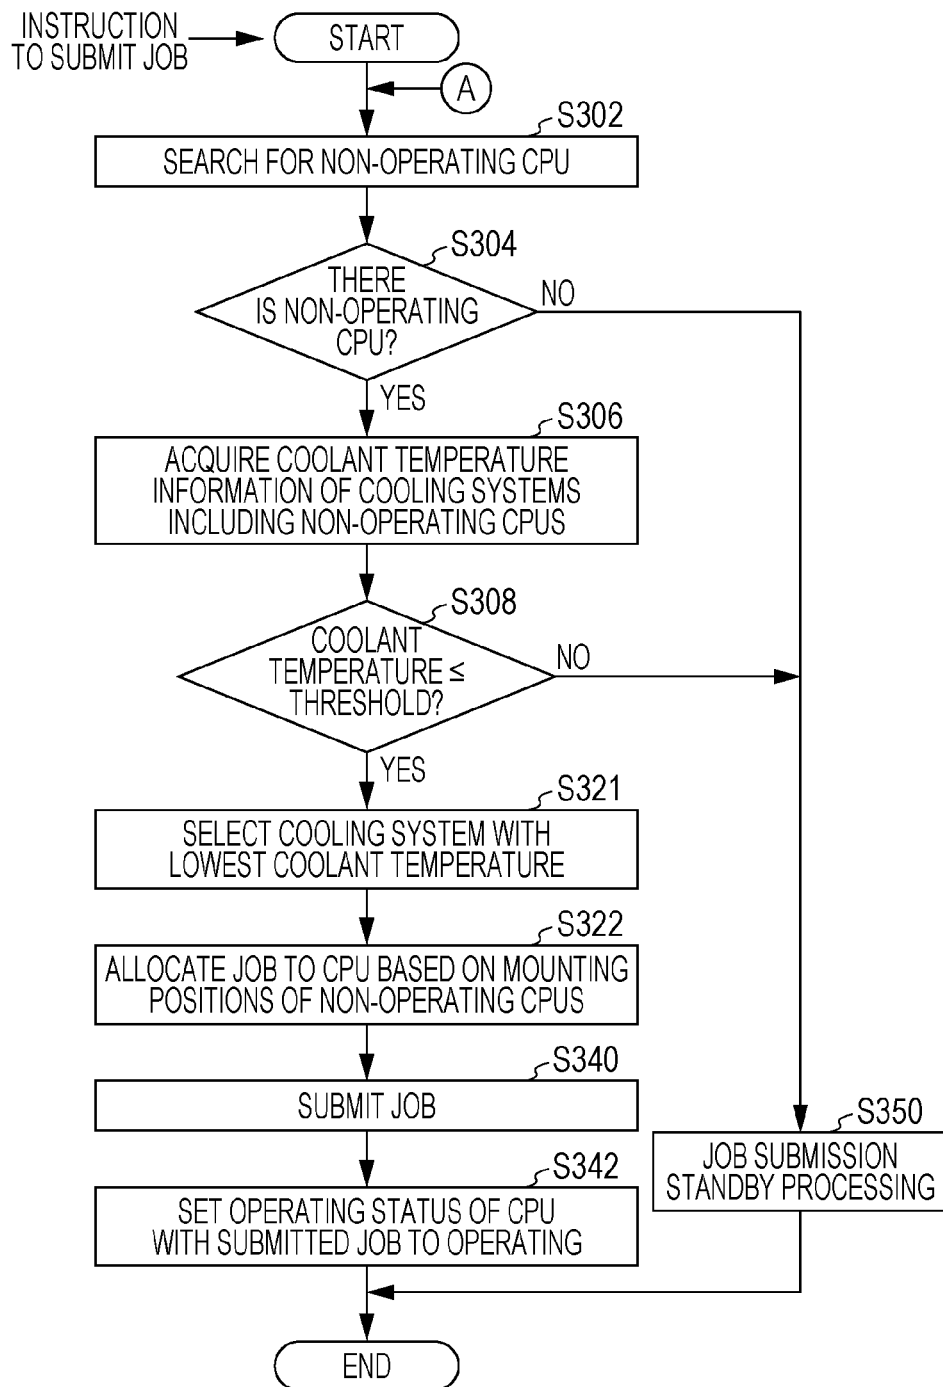 INSTRUCTION
TO SUBMIT JOB
START
A
S302
SEARCH FOR NON-OPERATING CPU
S304
THERE
IS NON-OPERATING
CPU?
NO
YES
S306
ACQUIRE COOLANT TEMPERATURE
INFORMATION OF COOLING SYSTEMS
INCLUDING NON-OPERATING CPUS
S308
COOLANT
TEMPERATURE ≤
THRESHOLD?
NO
YES
S321
SELECT COOLING SYSTEM WITH
LOWEST COOLANT TEMPERATURE
S322
ALLOCATE JOB TO CPU BASED ON MOUNTING
POSITIONS OF NON-OPERATING CPUS
S340
SUBMIT JOB
S350
JOB SUBMISSION
STANDBY PROCESSING
S342
SET OPERATING STATUS OF CPU
WITH SUBMITTED JOB TO OPERATING
END